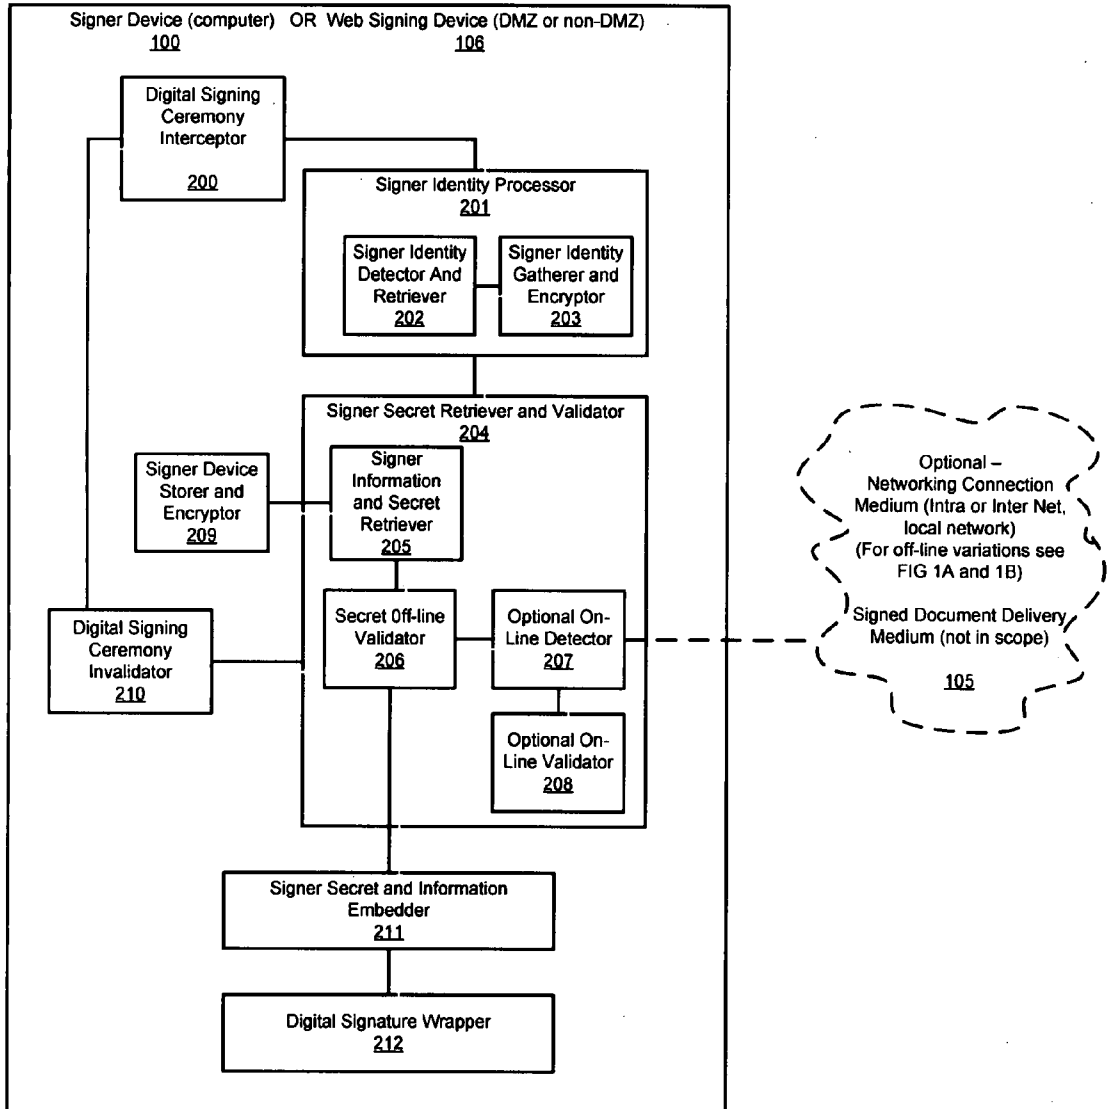 Signer Device (computer) OR Web Signing Device (DMZ or non-DMZ)
100 106
Digital Signing
Ceremony
Interceptor
200
Signer Identity Processor
201
Signer Identity
Detector And
Retriever
202
Signer Identity
Gatherer and
Encryptor
203
Signer Secret Retriever and Validator
204
Signer
Information
and Secret
Retriever
205
Signer Device
Storer and
Encryptor
209
Secret 0ff-line
Validator
206
Optional On-
Line Detector
207
Digital Signing
Ceremony
Invalidator
210
Optional On-
Line Validator
208
Optional –
Networking Connection
Medium (Intra or Inter Net,
local network)
(For off-line variations see
FIG 1A and 1B)
Signed Document Delivery
Medium (not in scope)
105
Signer Secret and Information
Embedder
211
Digital Signature Wrapper
212